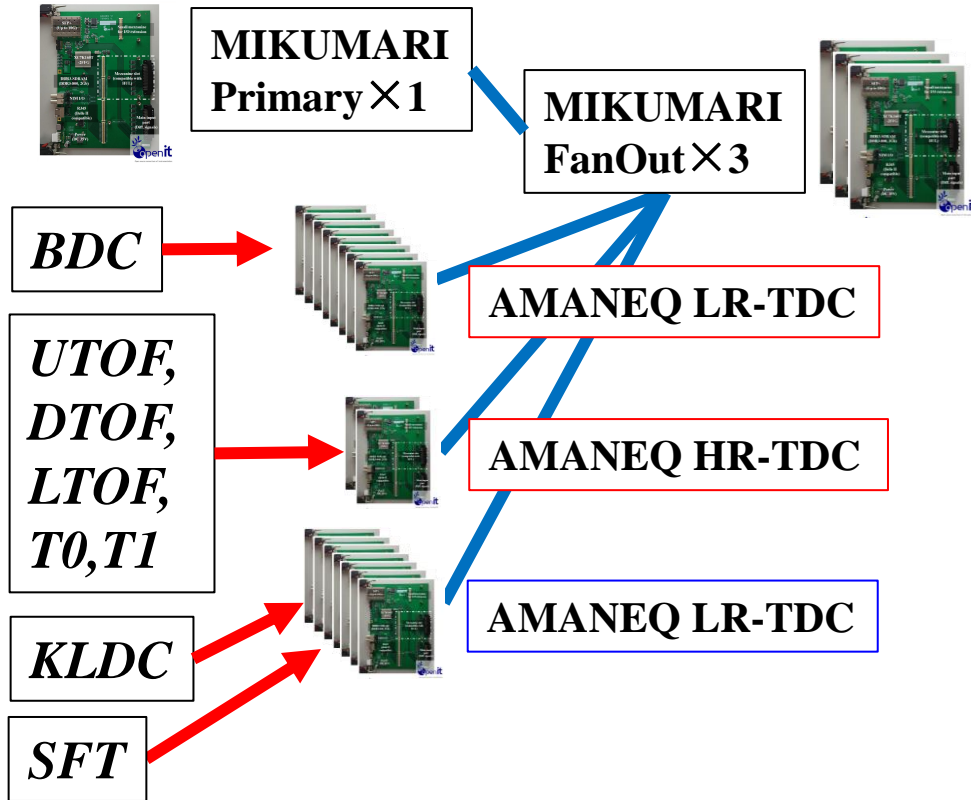 MIKUMARI
Primary×1
MIKUMARI
FanOut×3
BDC
AMANEQ LR-TDC
UTOF,
DTOF,
LTOF,
T0,T1
AMANEQ HR-TDC
KLDC
AMANEQ LR-TDC
SFT
openit